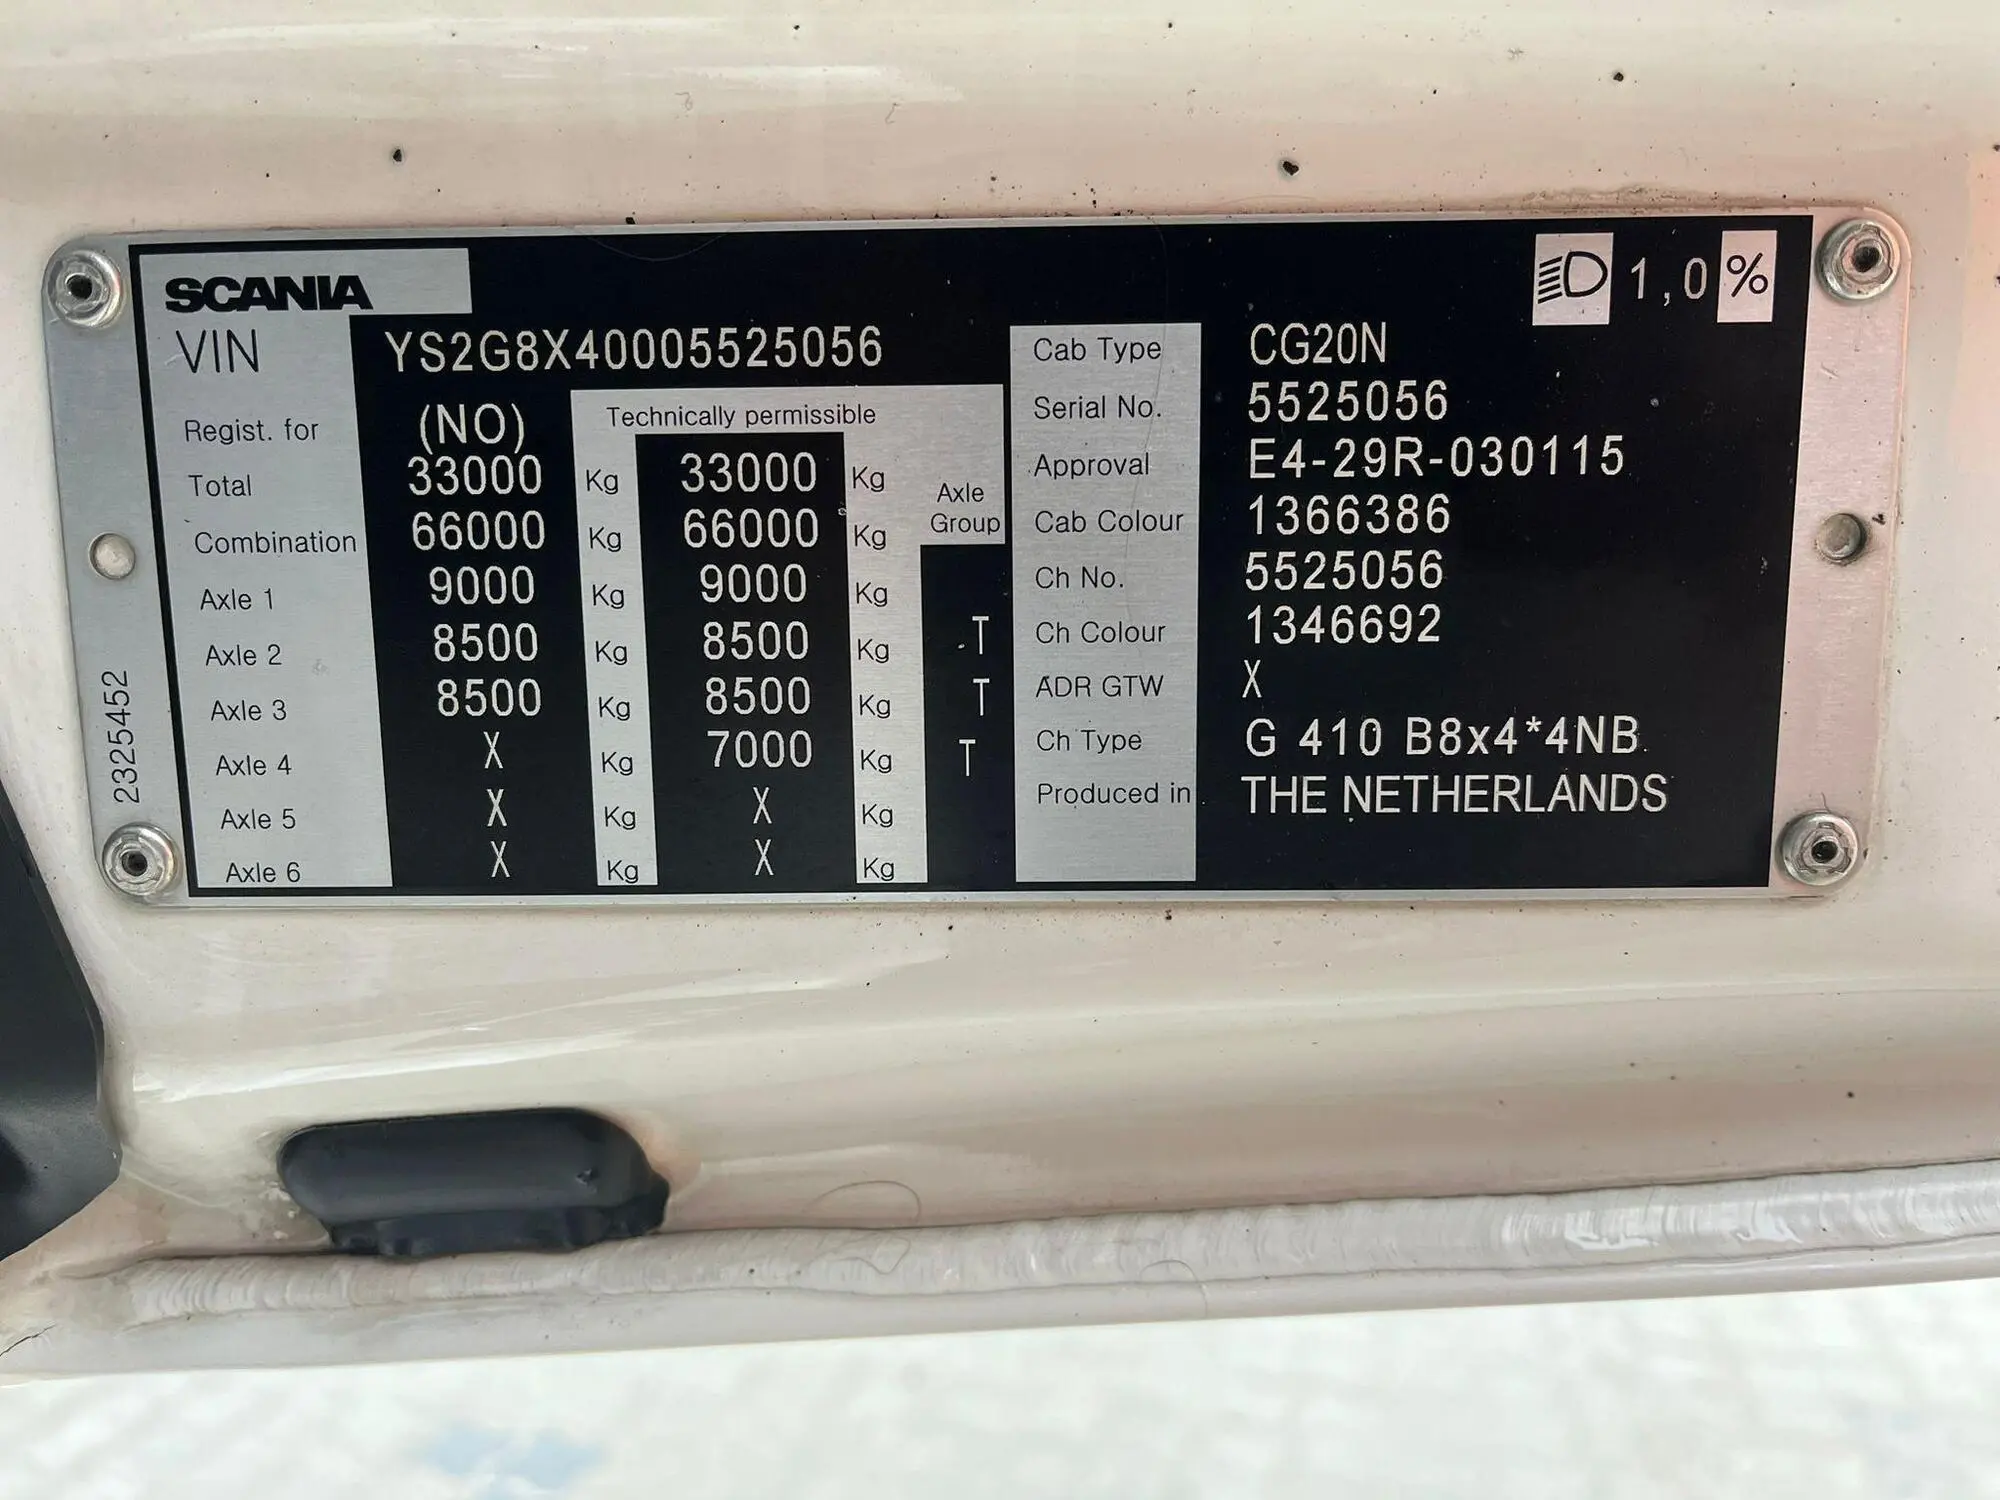 1,0 %
SCANIA
VIN YS2G8X40005525056
Regist. for (NO) Technically permissible
Total 33000 Kg 33000 Kg Axle Group
Combination 66000 Kg 66000 Kg
Axle 1 9000 Kg 9000 Kg
Axle 2 8500 Kg 8500 Kg T
Axle 3 8500 Kg 8500 Kg T
Axle 4 X Kg 7000 Kg T
Axle 5 X Kg X Kg
Axle 6 X Kg X Kg
Cab Type CG20N
Serial No. 5525056
Approval E4-29R-030115
Cab Colour 1366386
Ch No. 5525056
Ch Colour 1346692
ADR GTW X
Ch Type G 410 B8x4*4NB
Produced in THE NETHERLANDS
2325452